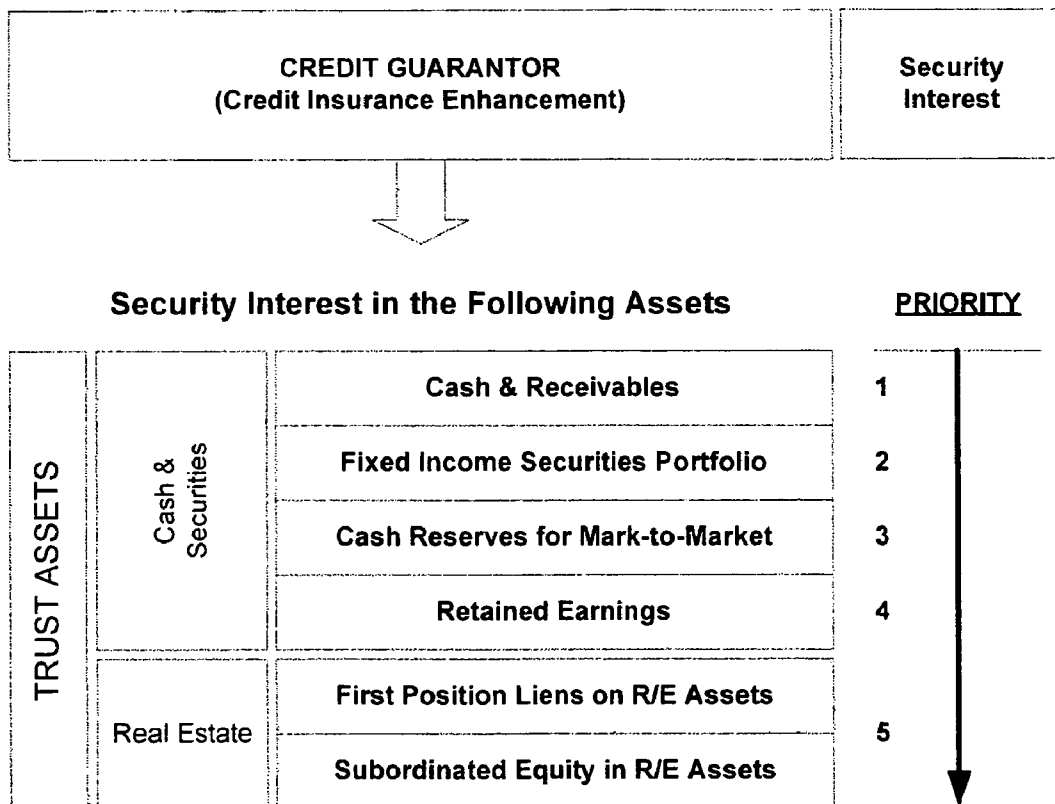 CREDIT GUARANTOR
(Credit Insurance Enhancement)
Security
Interest
Security Interest in the Following Assets
PRIORITY
TRUST ASSETS
Cash &
Securities
Cash & Receivables
1
Fixed Income Securities Portfolio
2
Cash Reserves for Mark-to-Market
3
Retained Earnings
4
Real Estate
First Position Liens on R/E Assets
5
Subordinated Equity in R/E Assets